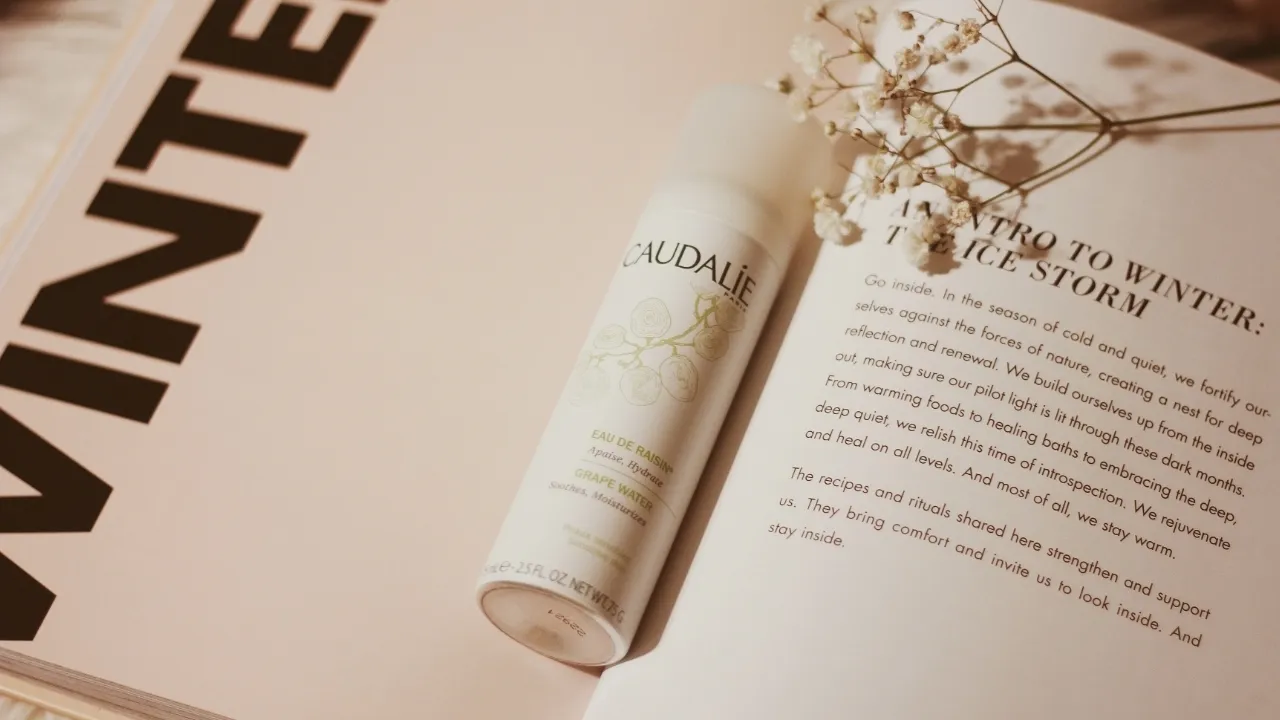 WINTE
CAUDALIE
PARIS
EAU DE RAISIN
Apaise, Hydrate
GRAPE WATER
Soothes, Moisturizes
2.5 FL. OZ. NET WT. 75 G
AN INTRO TO WINTER:
THE ICE STORM
Go inside. In the season of cold and quiet, we fortify our-
selves against the forces of nature, creating a nest for deep
reflection and renewal. We build ourselves up from the inside
out, making sure our pilot light is lit through these dark months.
From warming foods to healing baths to embracing the deep,
deep quiet, we relish this time of introspection. We rejuvenate
and heal on all levels. And most of all, we stay warm.
The recipes and rituals shared here strengthen and support
us. They bring comfort and invite us to look inside. And
stay inside.